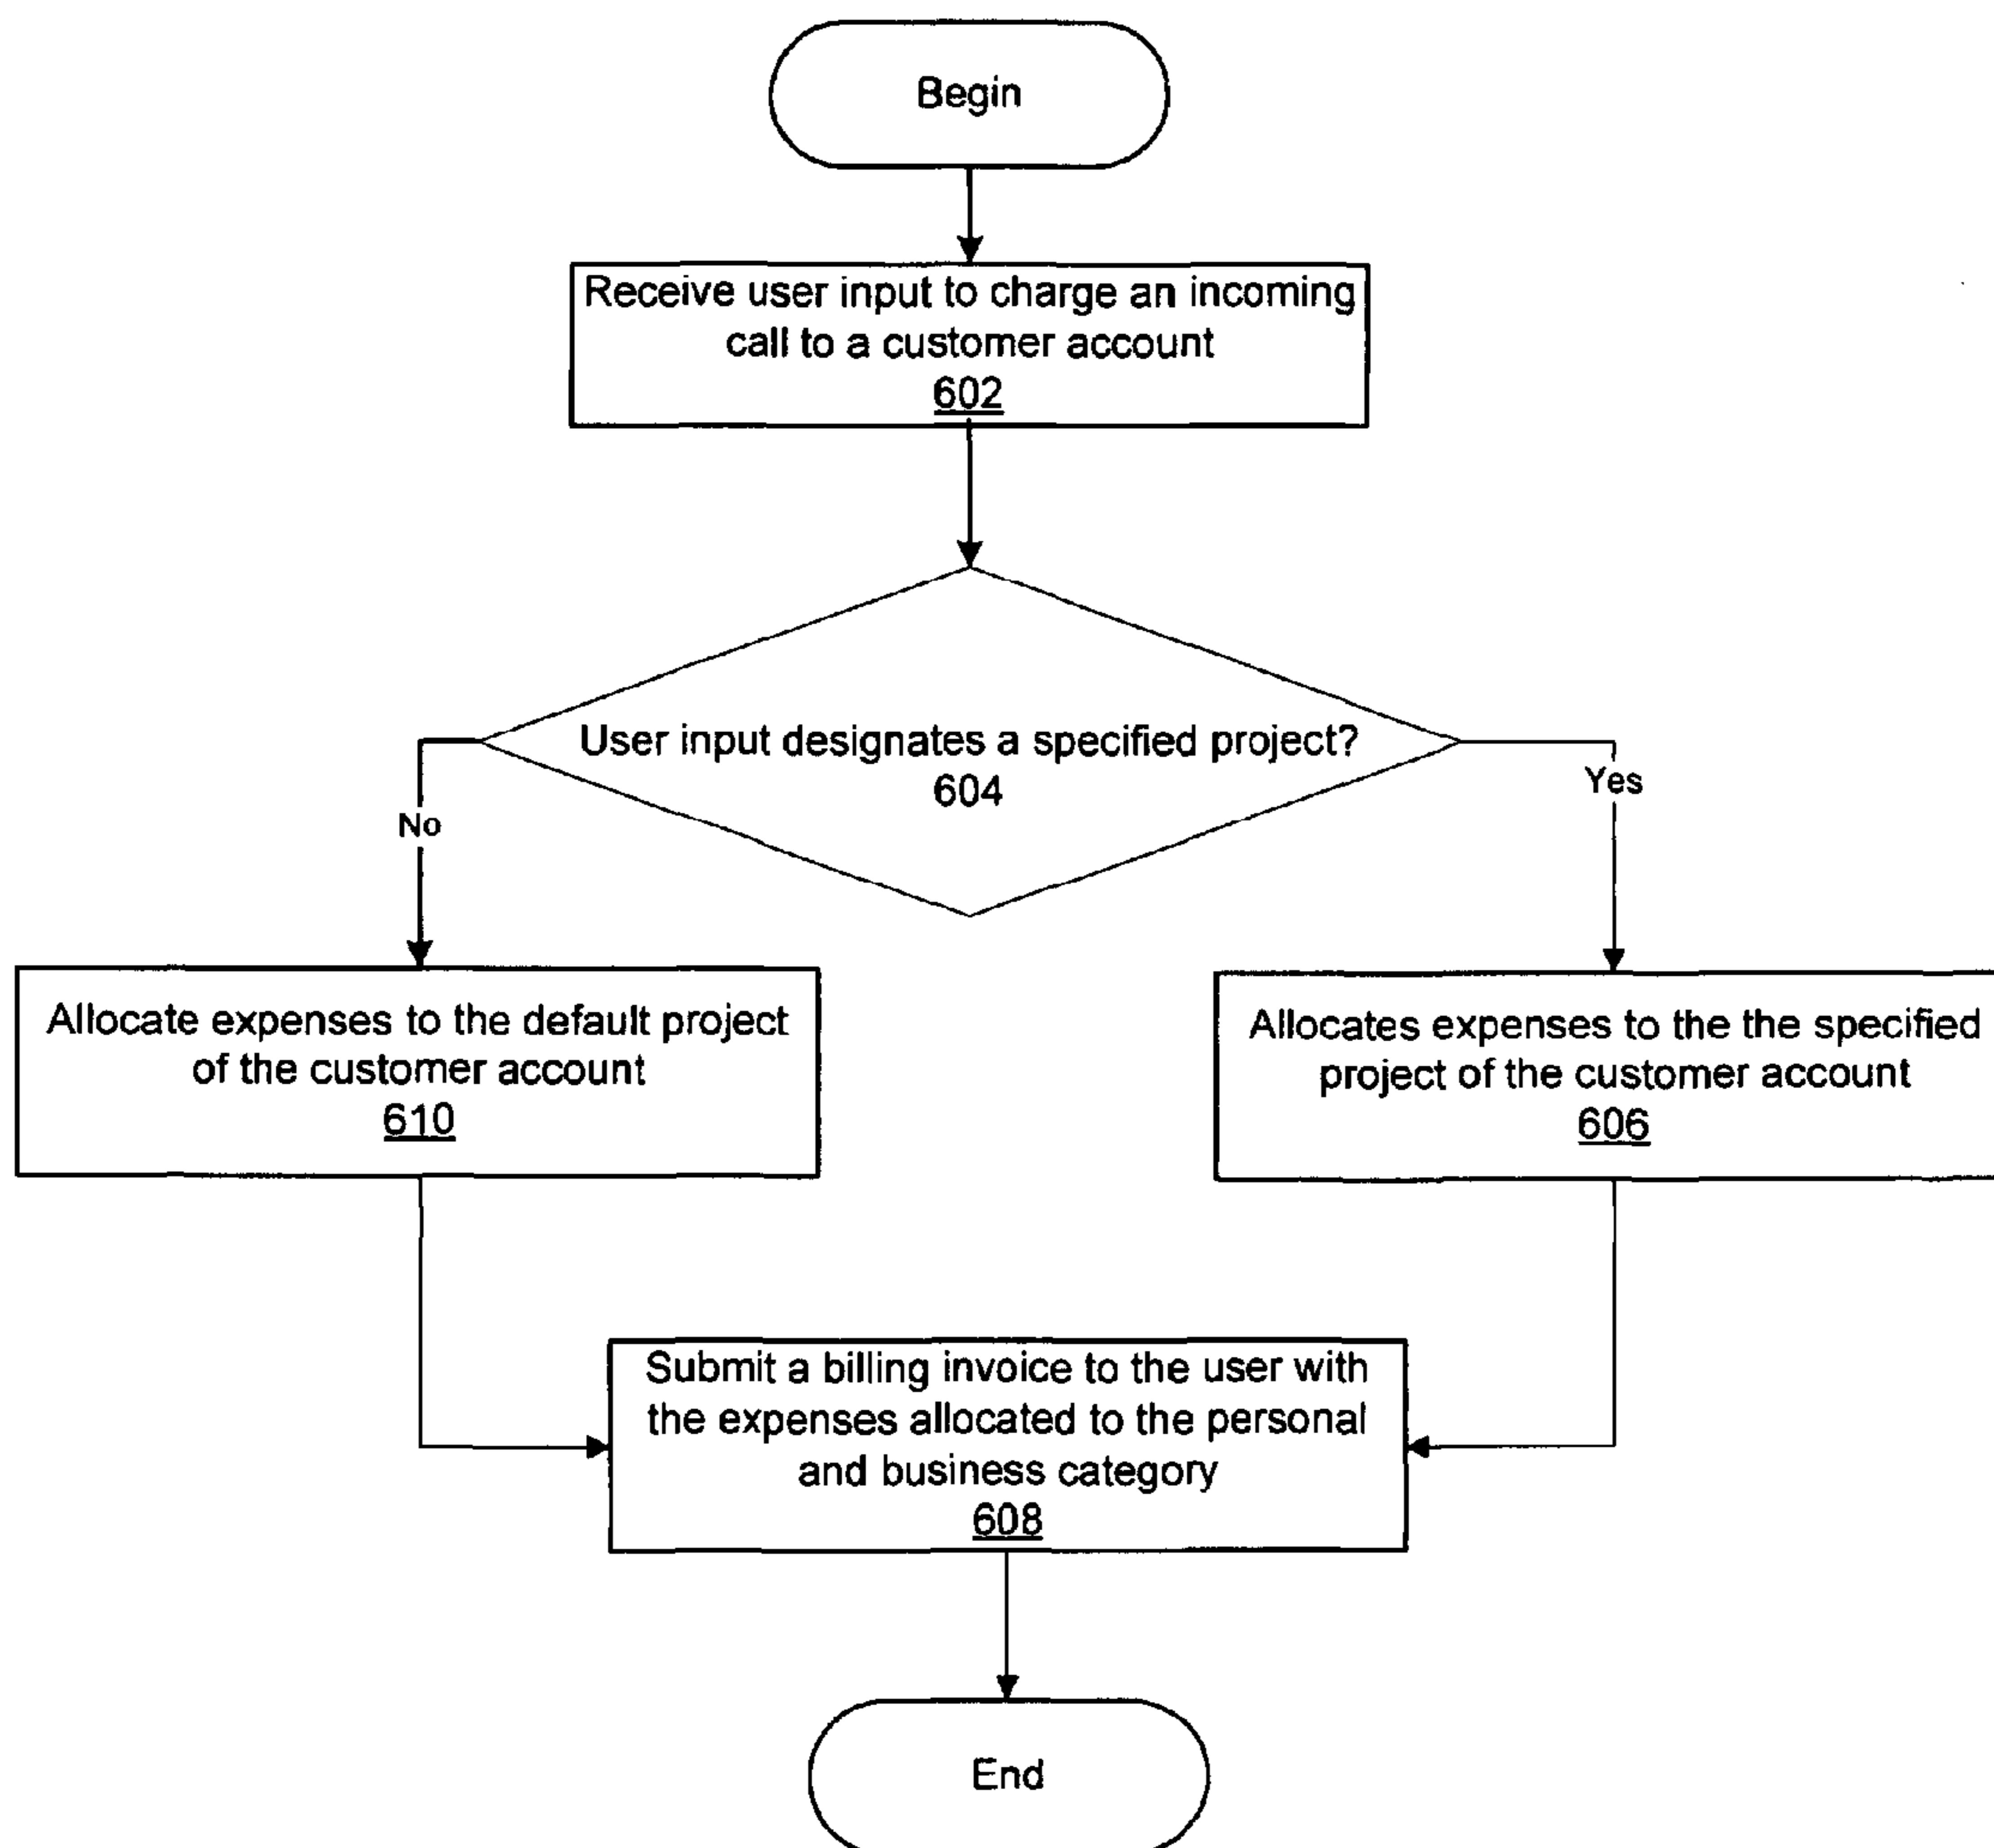 Begin
Receive user input to charge an incoming
call to a customer account
602
User input designates a specified project?
604
No
Yes
Allocate expenses to the default project
of the customer account
610
Allocates expenses to the the specified
project of the customer account
606
Submit a billing invoice to the user with
the expenses allocated to the personal
and business category
608
End